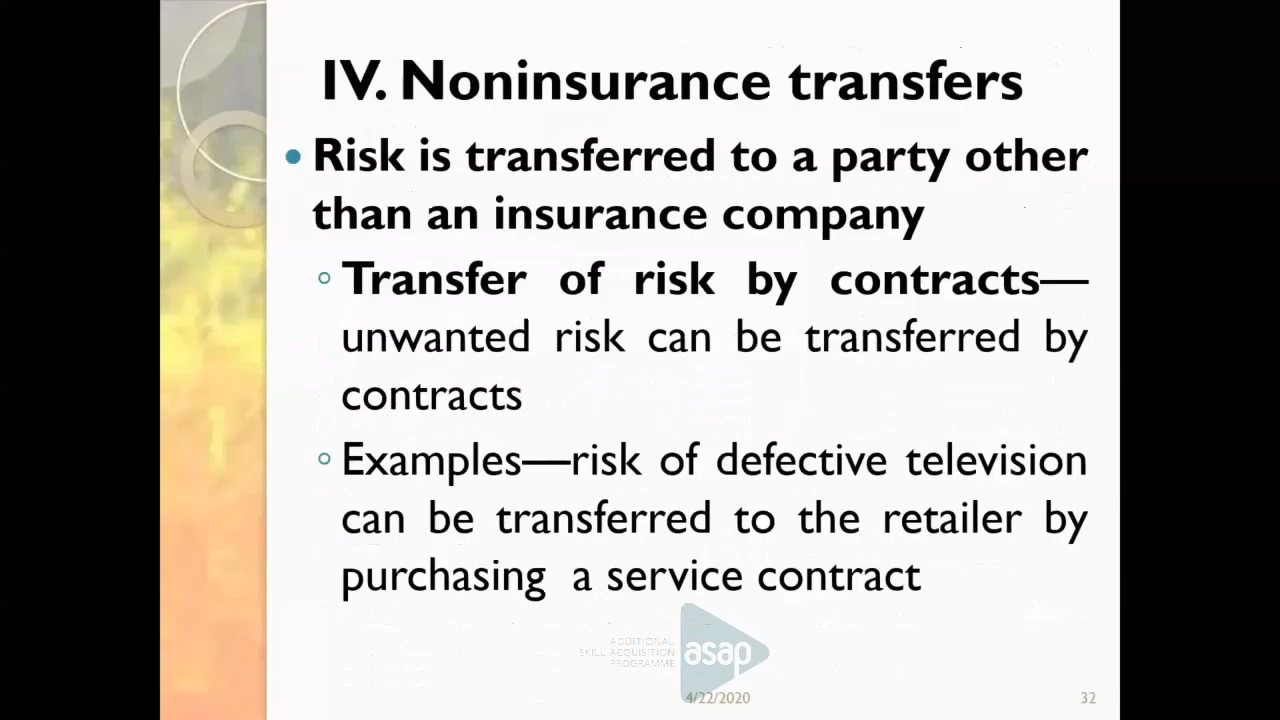 IV. Noninsurance transfers
• Risk is transferred to a party other
than an insurance company
◦ Transfer of risk by contracts—
unwanted risk can be transferred by
contracts
◦ Examples—risk of defective television
can be transferred to the retailer by
purchasing a service contract
ADDITIONAL
SKILL ACQUISITION
PROGRAMME
asap
4/22/2020
32